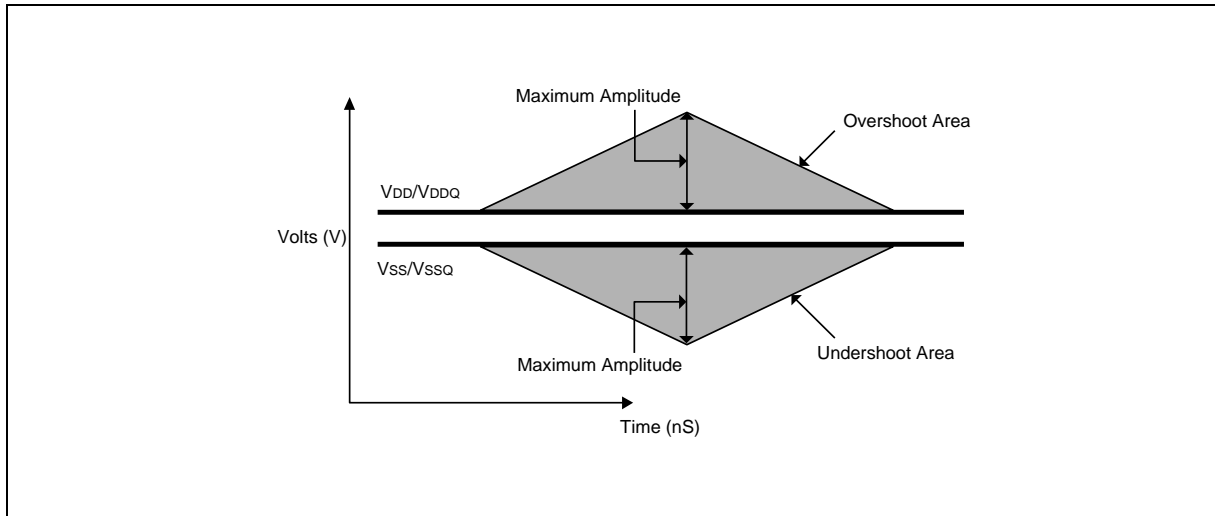 Maximum Amplitude
Overshoot Area
VDD/VDDQ
Volts (V)
VSS/VSSQ
Undershoot Area
Maximum Amplitude
Time (nS)